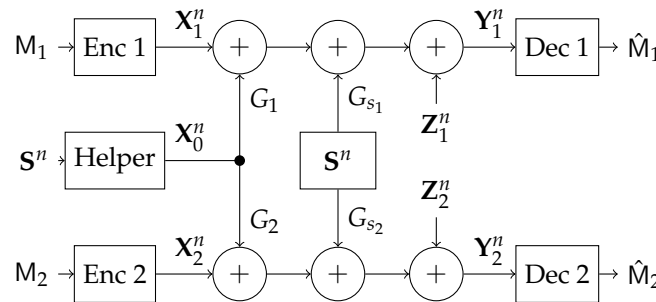 M₁ Enc 1 X₁ⁿ + + + Y₁ⁿ Dec 1 M̂₁
G₁ Gₛ₁ Z₁ⁿ
Sⁿ Helper X₀ⁿ Sⁿ
G₂ Gₛ₂ Z₂ⁿ
M₂ Enc 2 X₂ⁿ + + + Y₂ⁿ Dec 2 M̂₂